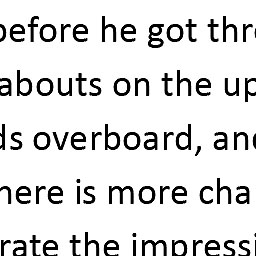 before he got thr
abouts on the up
ds overboard, and
here is more cha
rate the impressi